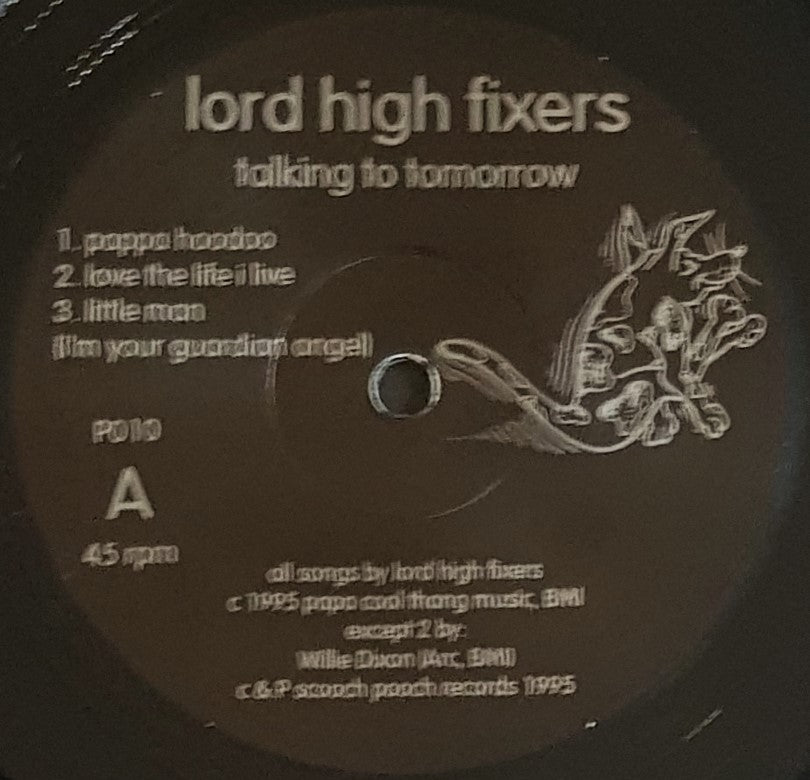 lord high fixers
talking to tomorrow
1. poppa hoodoo
2. love the life i live
3. little man
(I'm your guardian angel)
P010
A
45 rpm
all songs by lord high fixers
c 1995 papa cool thang music, BMI
except 2 by:
Willie Dixon (Arc, BMI)
c & P scooch pooch records 1995